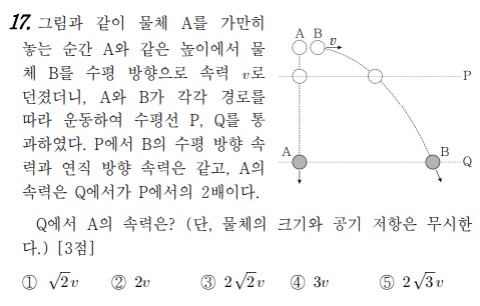 17. 그림과 같이 물체 A를 가만히
놓는 순간 A와 같은 높이에서 물
체 B를 수평 방향으로 속력 v로
던졌더니, A와 B가 각각 경로를
따라 운동하여 수평선 P, Q를 통
과하였다. P에서 B의 수평 방향 속
력과 연직 방향 속력은 같고, A의
속력은 Q에서가 P에서의 2배이다.
A B v
P
A B Q
Q에서 A의 속력은? (단, 물체의 크기와 공기 저항은 무시한
다.) [3점]
① √2v ② 2v ③ 2√2v ④ 3v ⑤ 2√3v